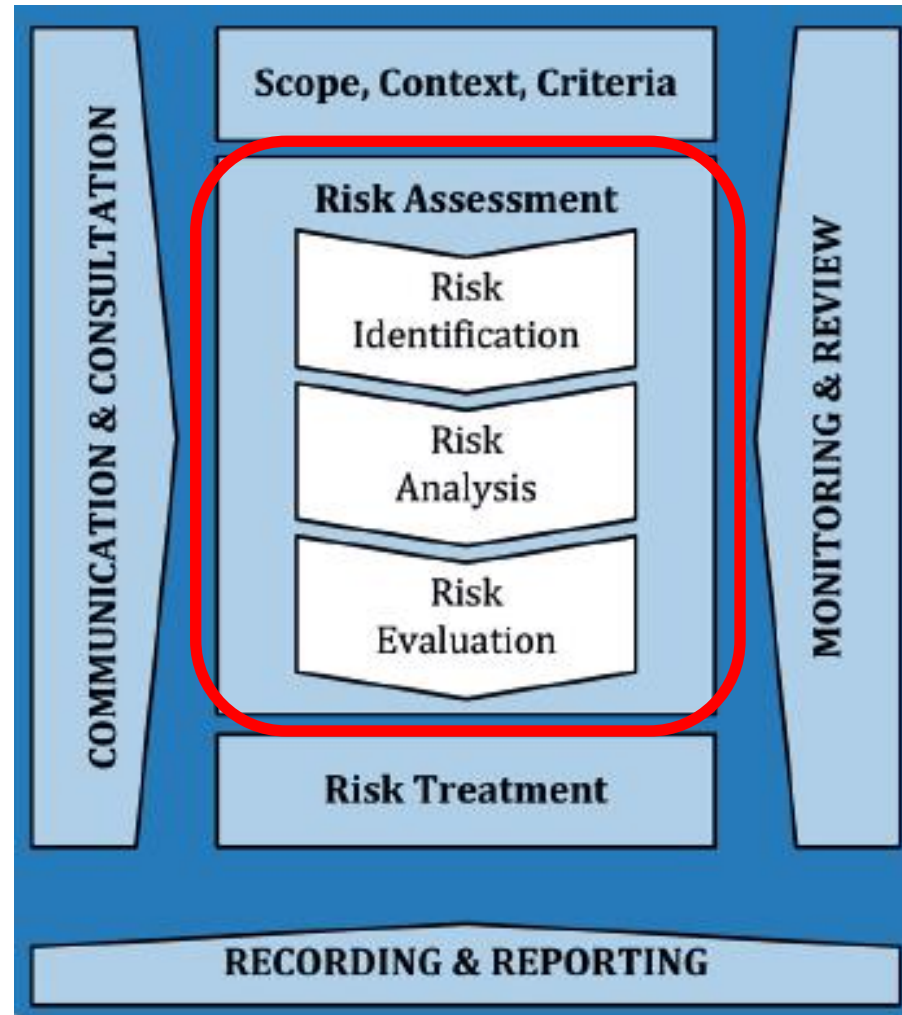 Scope, Context, Criteria
COMMUNICATION & CONSULTATION
Risk Assessment
Risk
Identification
Risk
Analysis
Risk
Evaluation
MONITORING & REVIEW
Risk Treatment
RECORDING & REPORTING